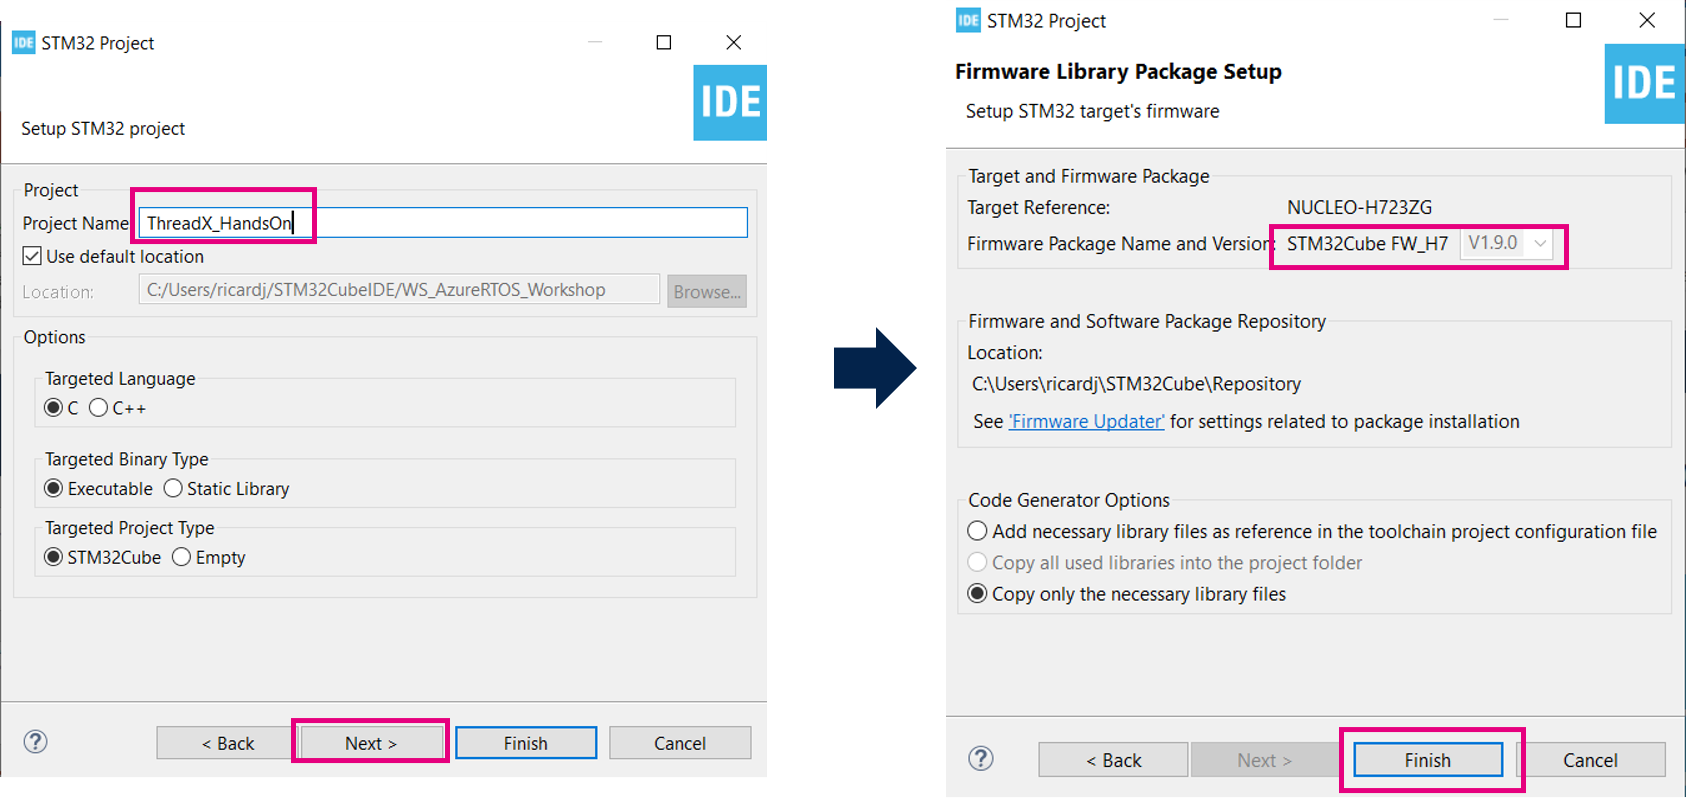 IDE STM32 Project
IDE
Setup STM32 project
Project
Project Name ThreadX_HandsOn
Use default location
Location: C:/Users/ricardj/STM32CubeIDE/WS_AzureRTOS_Workshop Browse...
Options
Targeted Language
C C++
Targeted Binary Type
Executable Static Library
Targeted Project Type
STM32Cube Empty
? < Back Next > Finish Cancel
IDE STM32 Project
Firmware Library Package Setup
IDE
Setup STM32 target's firmware
Target and Firmware Package
Target Reference: NUCLEO-H723ZG
Firmware Package Name and Version: STM32Cube FW_H7 V1.9.0
Firmware and Software Package Repository
Location:
C:\Users\ricardj\STM32Cube\Repository
See 'Firmware Updater' for settings related to package installation
Code Generator Options
Add necessary library files as reference in the toolchain project configuration file
Copy all used libraries into the project folder
Copy only the necessary library files
? < Back Next > Finish Cancel